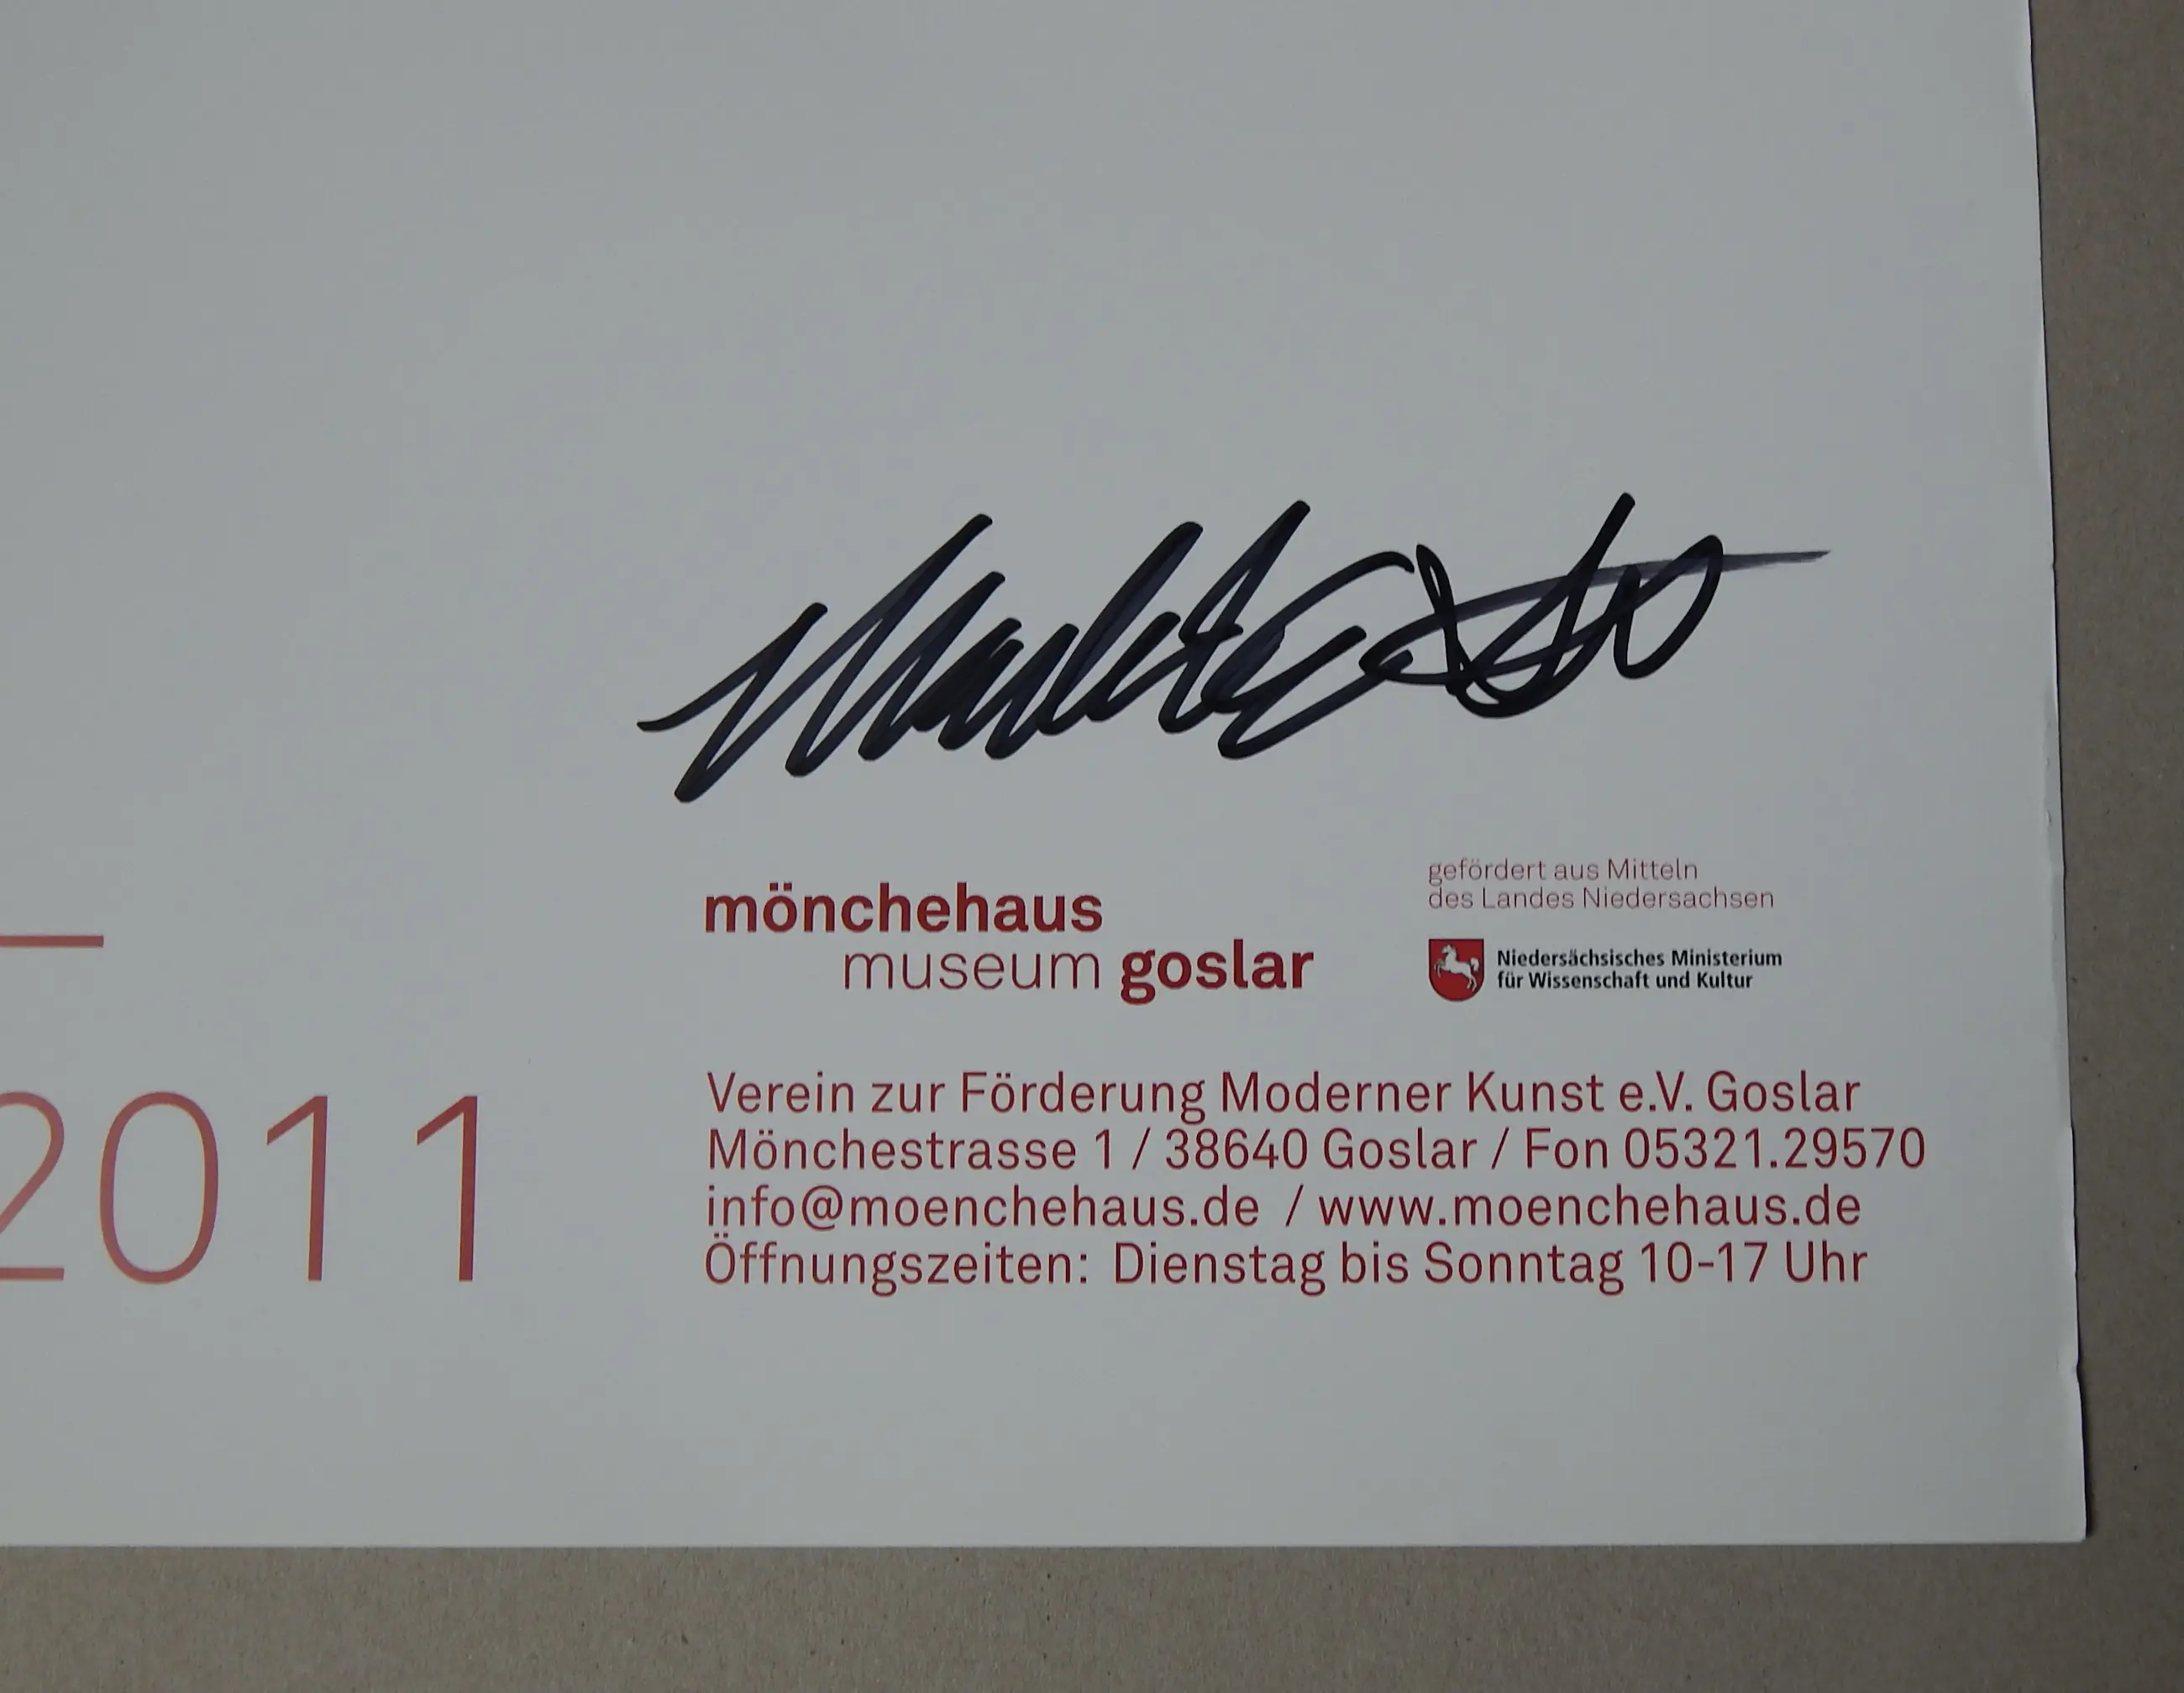 2011
mönchehaus
museum goslar
gefördert aus Mitteln
des Landes Niedersachsen
Niedersächsisches Ministerium
für Wissenschaft und Kultur
Verein zur Förderung Moderner Kunst e.V. Goslar
Mönchestrasse 1 / 38640 Goslar / Fon 05321.29570
info@moenchehaus.de / www.moenchehaus.de
Öffnungszeiten: Dienstag bis Sonntag 10-17 Uhr